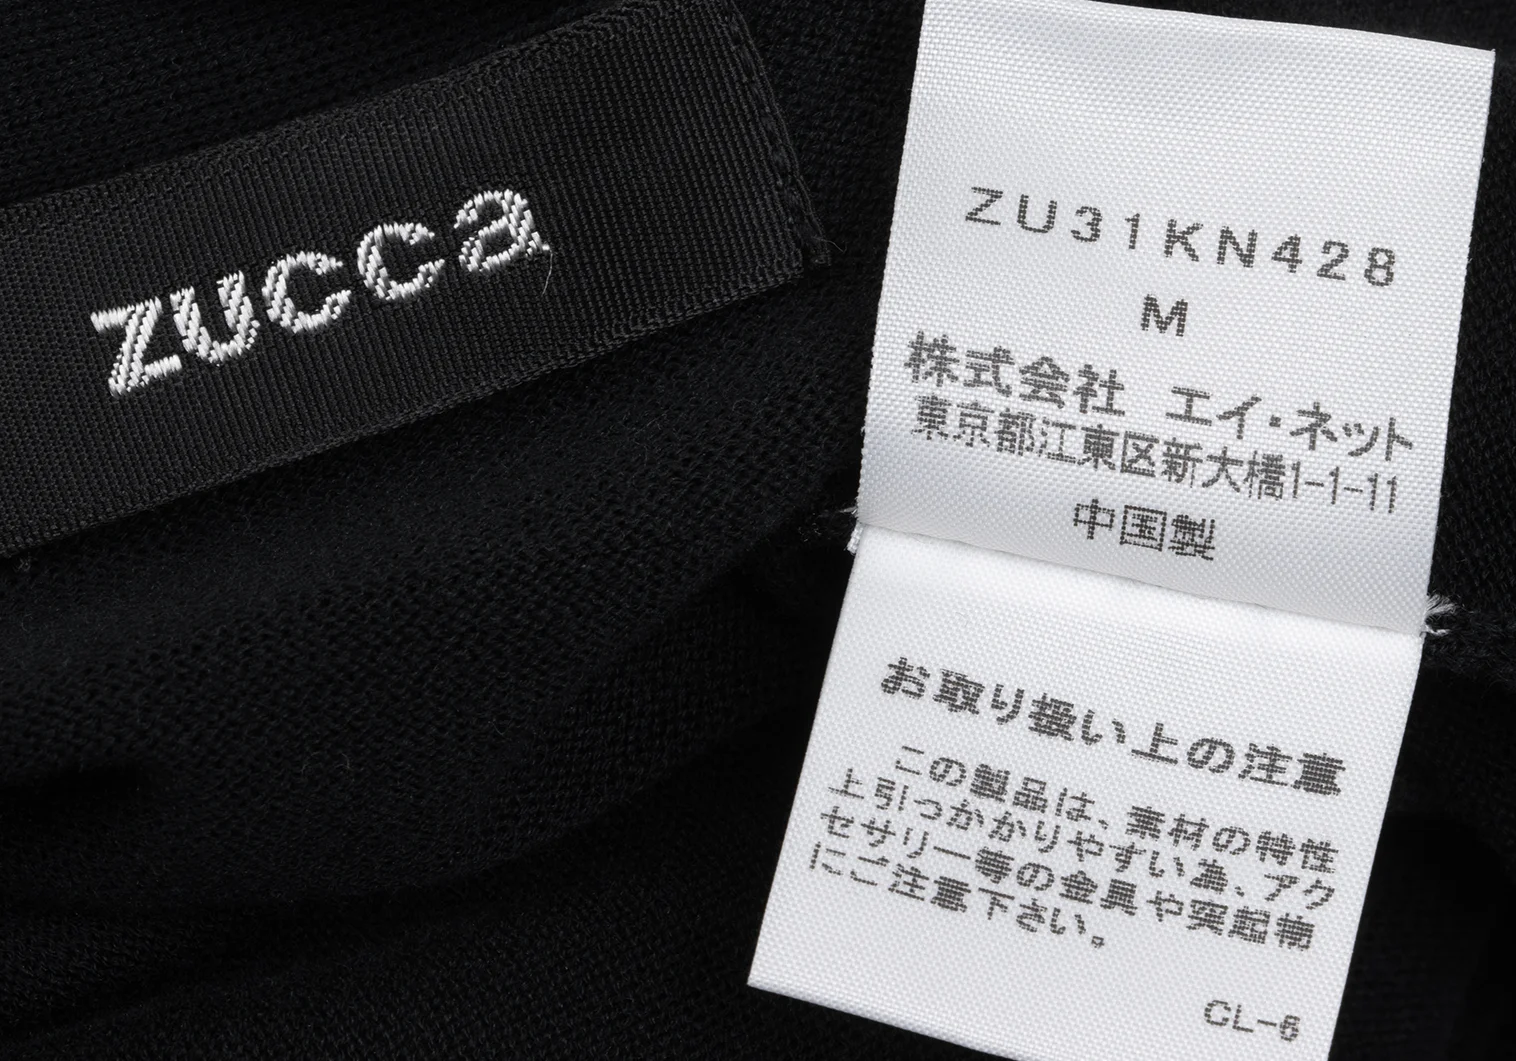 zucca
ZU31KN428
M
株式会社 エイ・ネット
東京都江東区新大橋1-1-11
中国製
お取り扱い上の注意
この製品は、素材の特性
上引っかかりやすい為、アク
セサリー等の金具や突起物
にご注意下さい。
CL-6